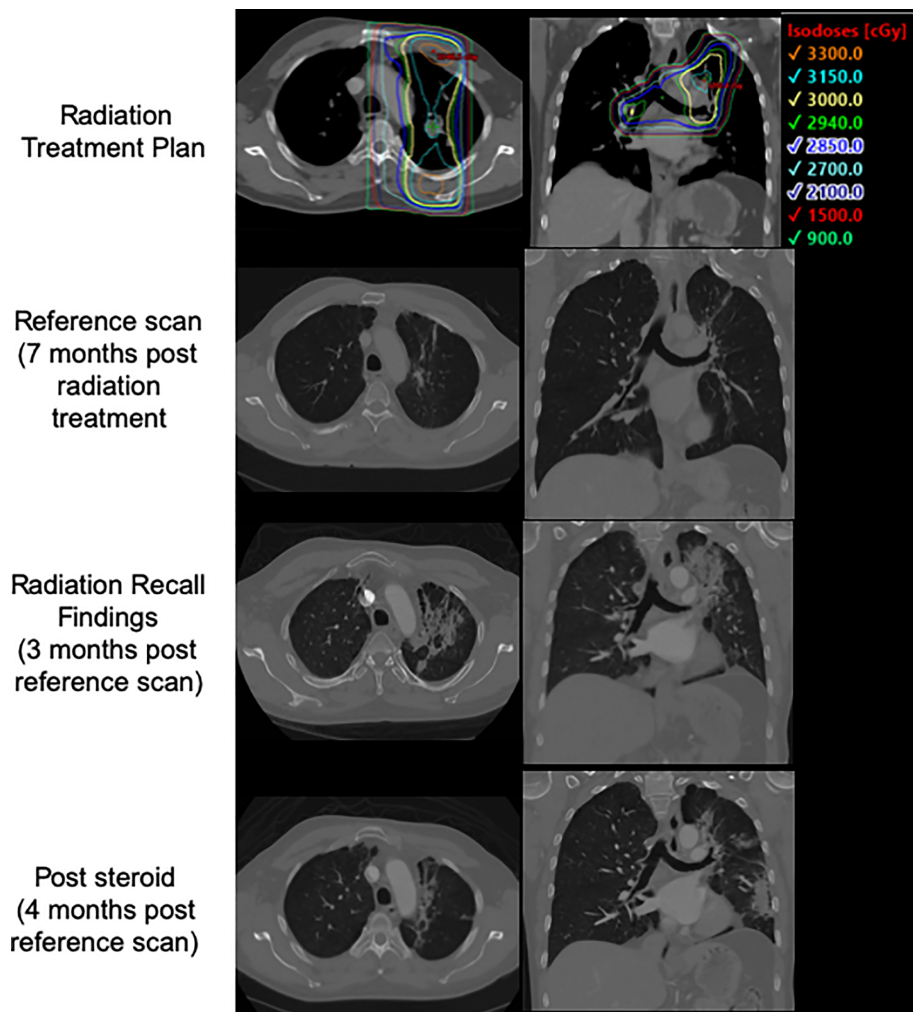 Radiation
Treatment Plan
Isodoses [cGy]
✓ 3300.0
✓ 3150.0
✓ 3000.0
✓ 2940.0
✓ 2850.0
✓ 2700.0
✓ 2100.0
✓ 1500.0
✓ 900.0
Reference scan
(7 months post
radiation
treatment
Radiation Recall
Findings
(3 months post
reference scan)
Post steroid
(4 months post
reference scan)